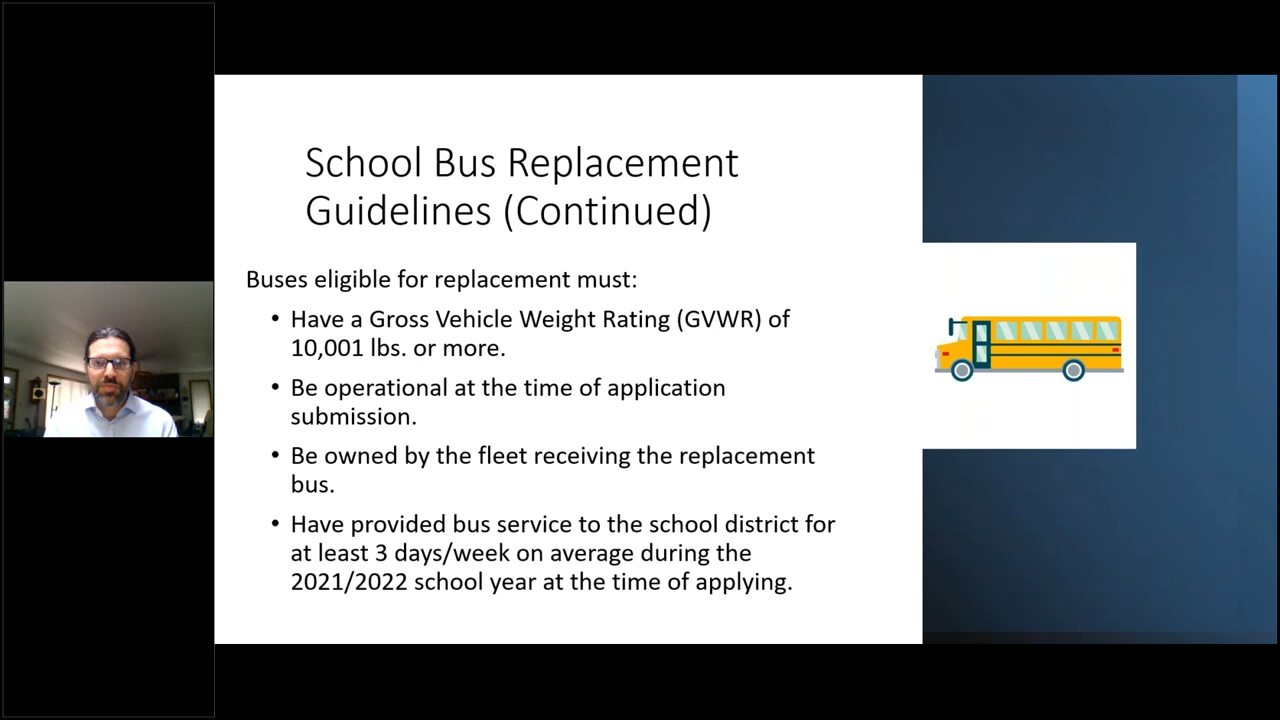 School Bus Replacement
Guidelines (Continued)
Buses eligible for replacement must:
• Have a Gross Vehicle Weight Rating (GVWR) of
10,001 lbs. or more.
• Be operational at the time of application
submission.
• Be owned by the fleet receiving the replacement
bus.
• Have provided bus service to the school district for
at least 3 days/week on average during the
2021/2022 school year at the time of applying.